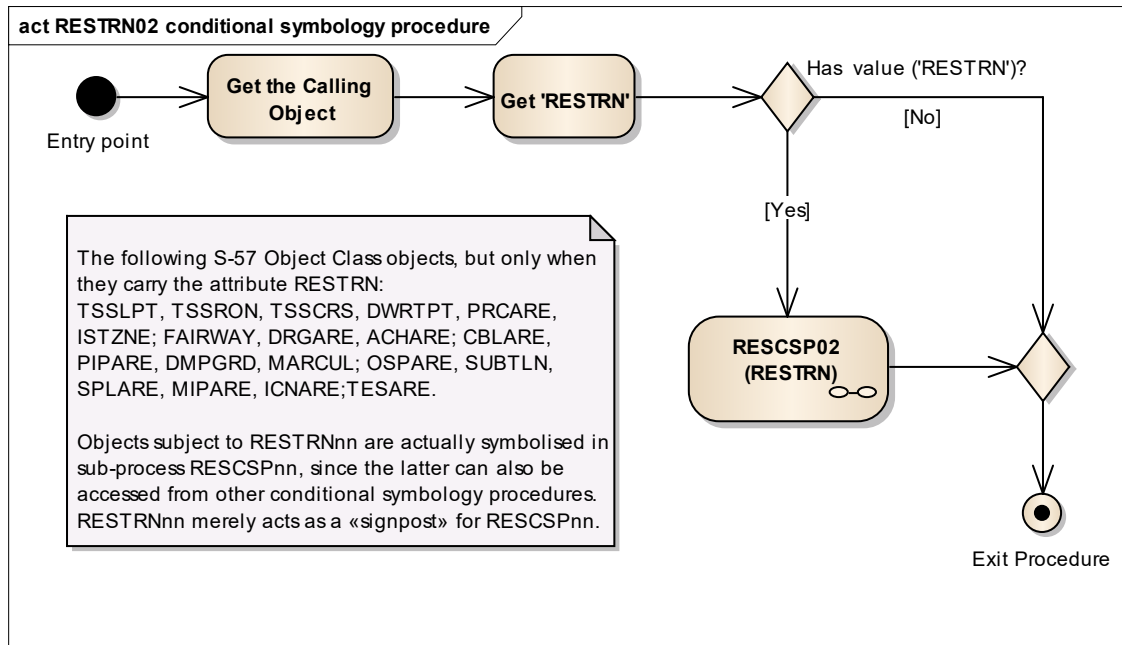 act RESTRN02 conditional symbology procedure
Entry point
Get the Calling
Object
Get 'RESTRN'
Has value ('RESTRN')?
[No]
[Yes]
The following S-57 Object Class objects, but only when
they carry the attribute RESTRN:
TSSLPT, TSSRON, TSSCRS, DWRTPT, PRCARE,
ISTZNE; FAIRWAY, DRGARE, ACHARE; CBLARE,
PIPARE, DMPGRD, MARCUL; OSPARE, SUBTLN,
SPLARE, MIPARE, ICNARE;TESARE.
Objects subject to RESTRNnn are actually symbolised in
sub-process RESCSPnn, since the latter can also be
accessed from other conditional symbology procedures.
RESTRNnn merely acts as a «signpost» for RESCSPnn.
RESCSP02
(RESTRN)
Exit Procedure